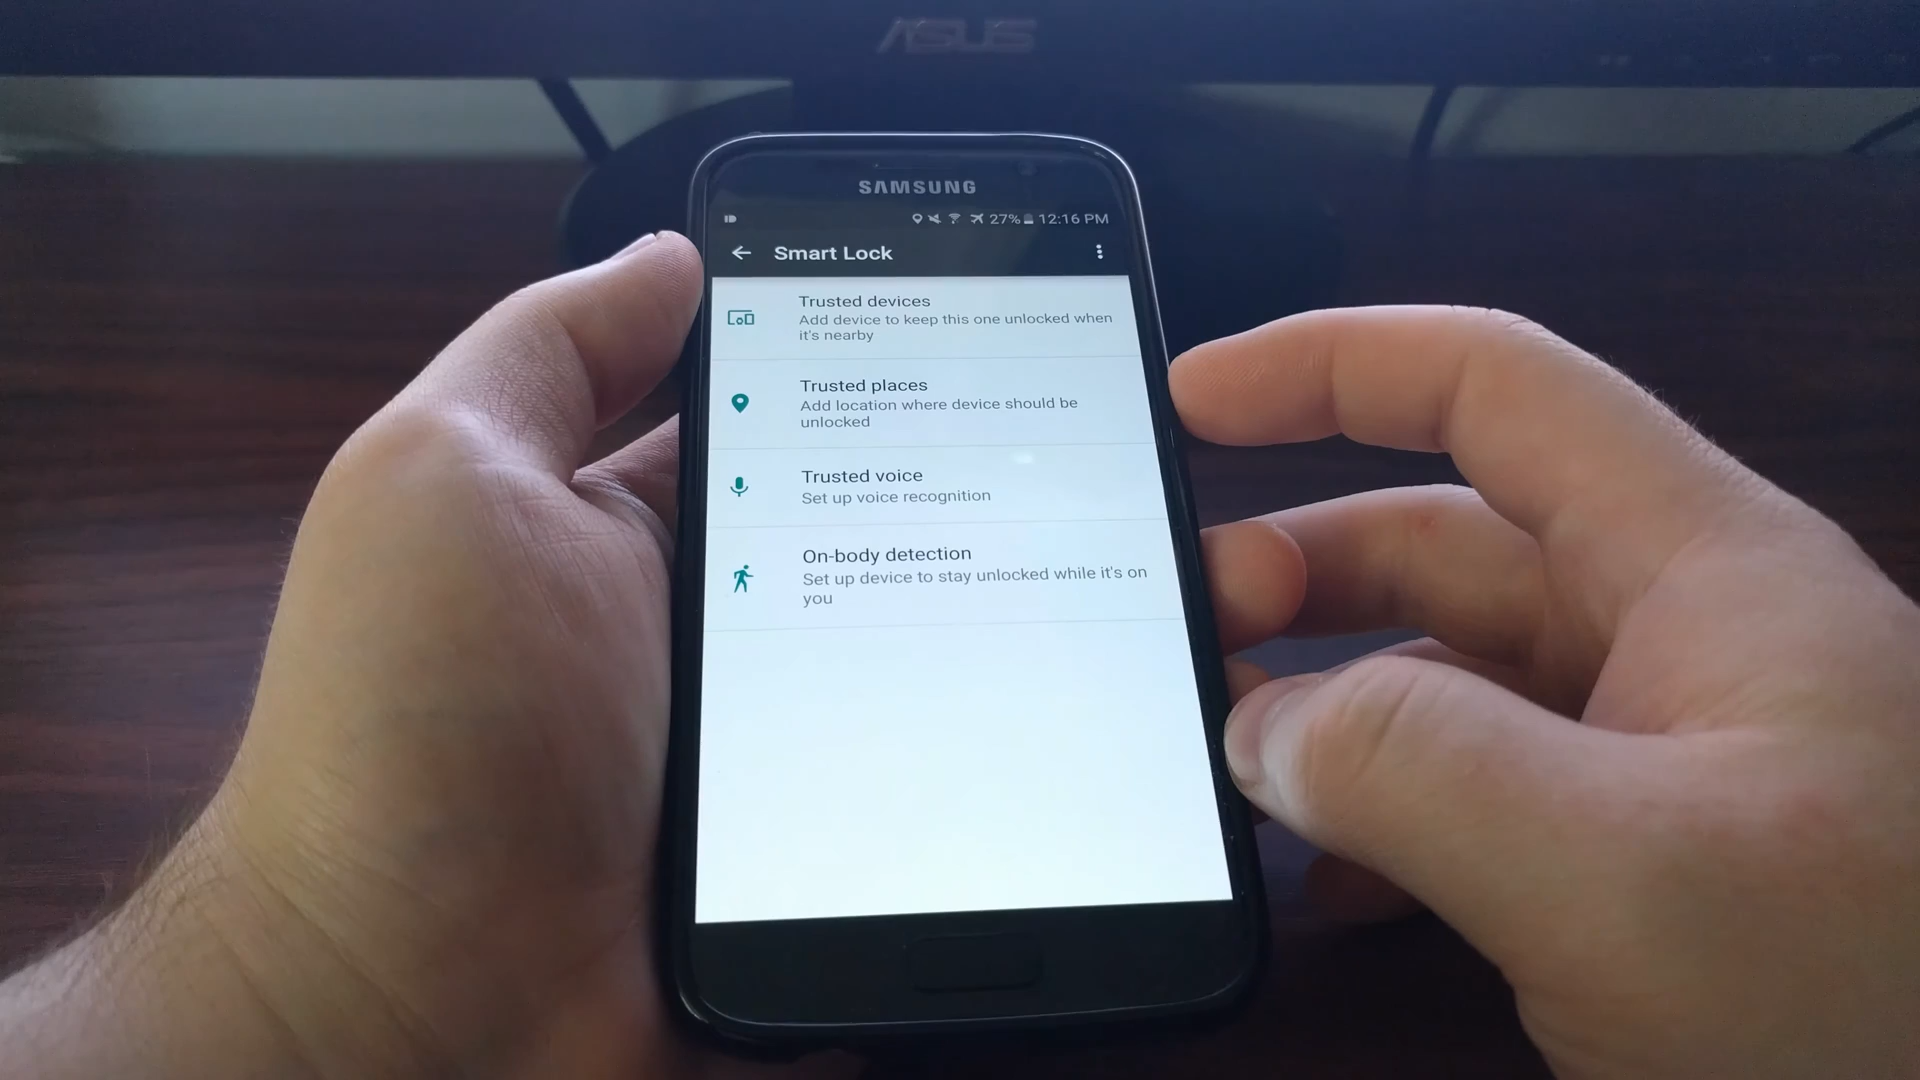 ASUS
SAMSUNG
27% 12:16 PM
Smart Lock
Trusted devices
Add device to keep this one unlocked when
it's nearby
Trusted places
Add location where device should be
unlocked
Trusted voice
Set up voice recognition
On-body detection
Set up device to stay unlocked while it's on
you